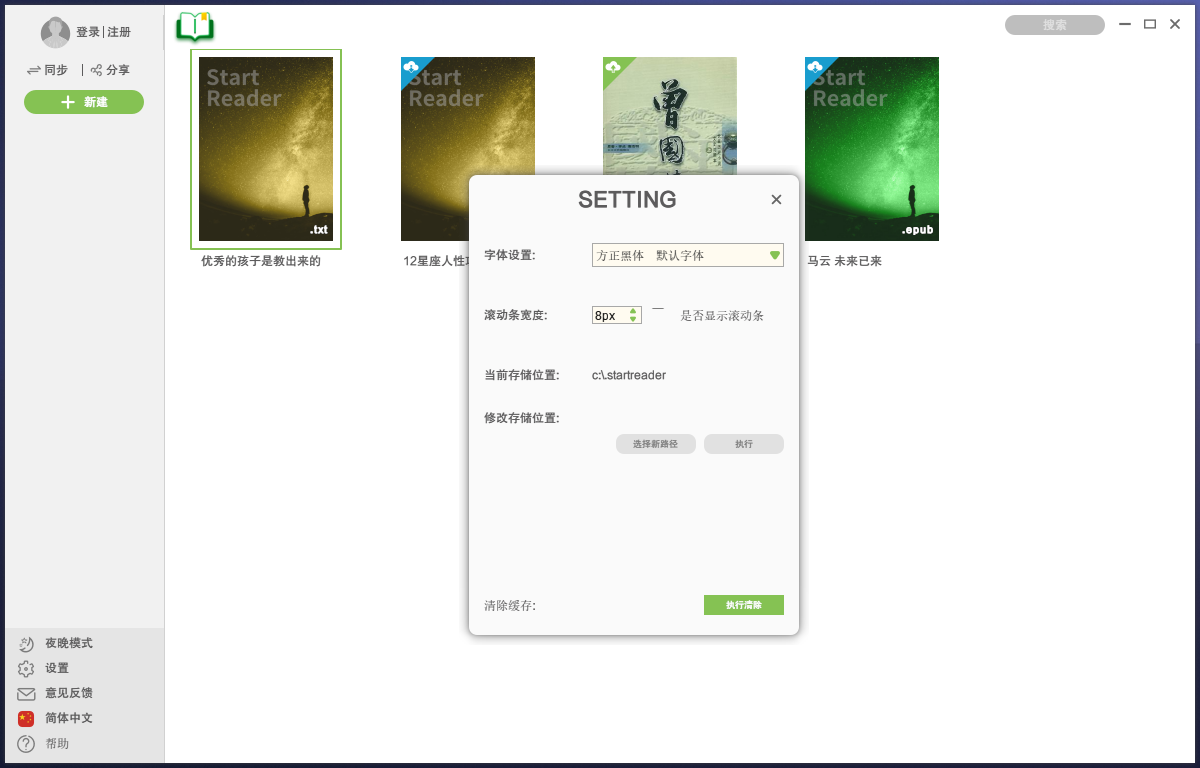 登录|注册
同步 | 分享
新建
搜索
Start
Reader
.txt
Start
Reader
曾
国
Start
Reader
.epub
优秀的孩子是教出来的
12星座人性
马云 未来已来
SETTING
字体设置:
方正黑体 默认字体
滚动条宽度:
8px
是否显示滚动条
当前存储位置:
c:\.startreader
修改存储位置:
选择新路径
执行
清除缓存:
执行清除
夜晚模式
设置
意见反馈
简体中文
帮助